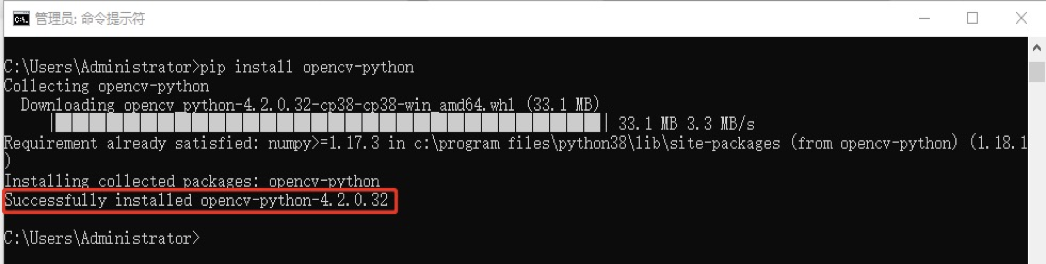 管理员: 命令提示符
C:\Users\Administrator>pip install opencv-python
Collecting opencv-python
Downloading opencv_python-4.2.0.32-cp38-cp38-win_amd64.whl (33.1 MB)
33.1 MB 3.3 MB/s
Requirement already satisfied: numpy>=1.17.3 in c:\program files\python38\lib\site-packages (from opencv-python) (1.18.1
)
Installing collected packages: opencv-python
Successfully installed opencv-python-4.2.0.32
C:\Users\Administrator>